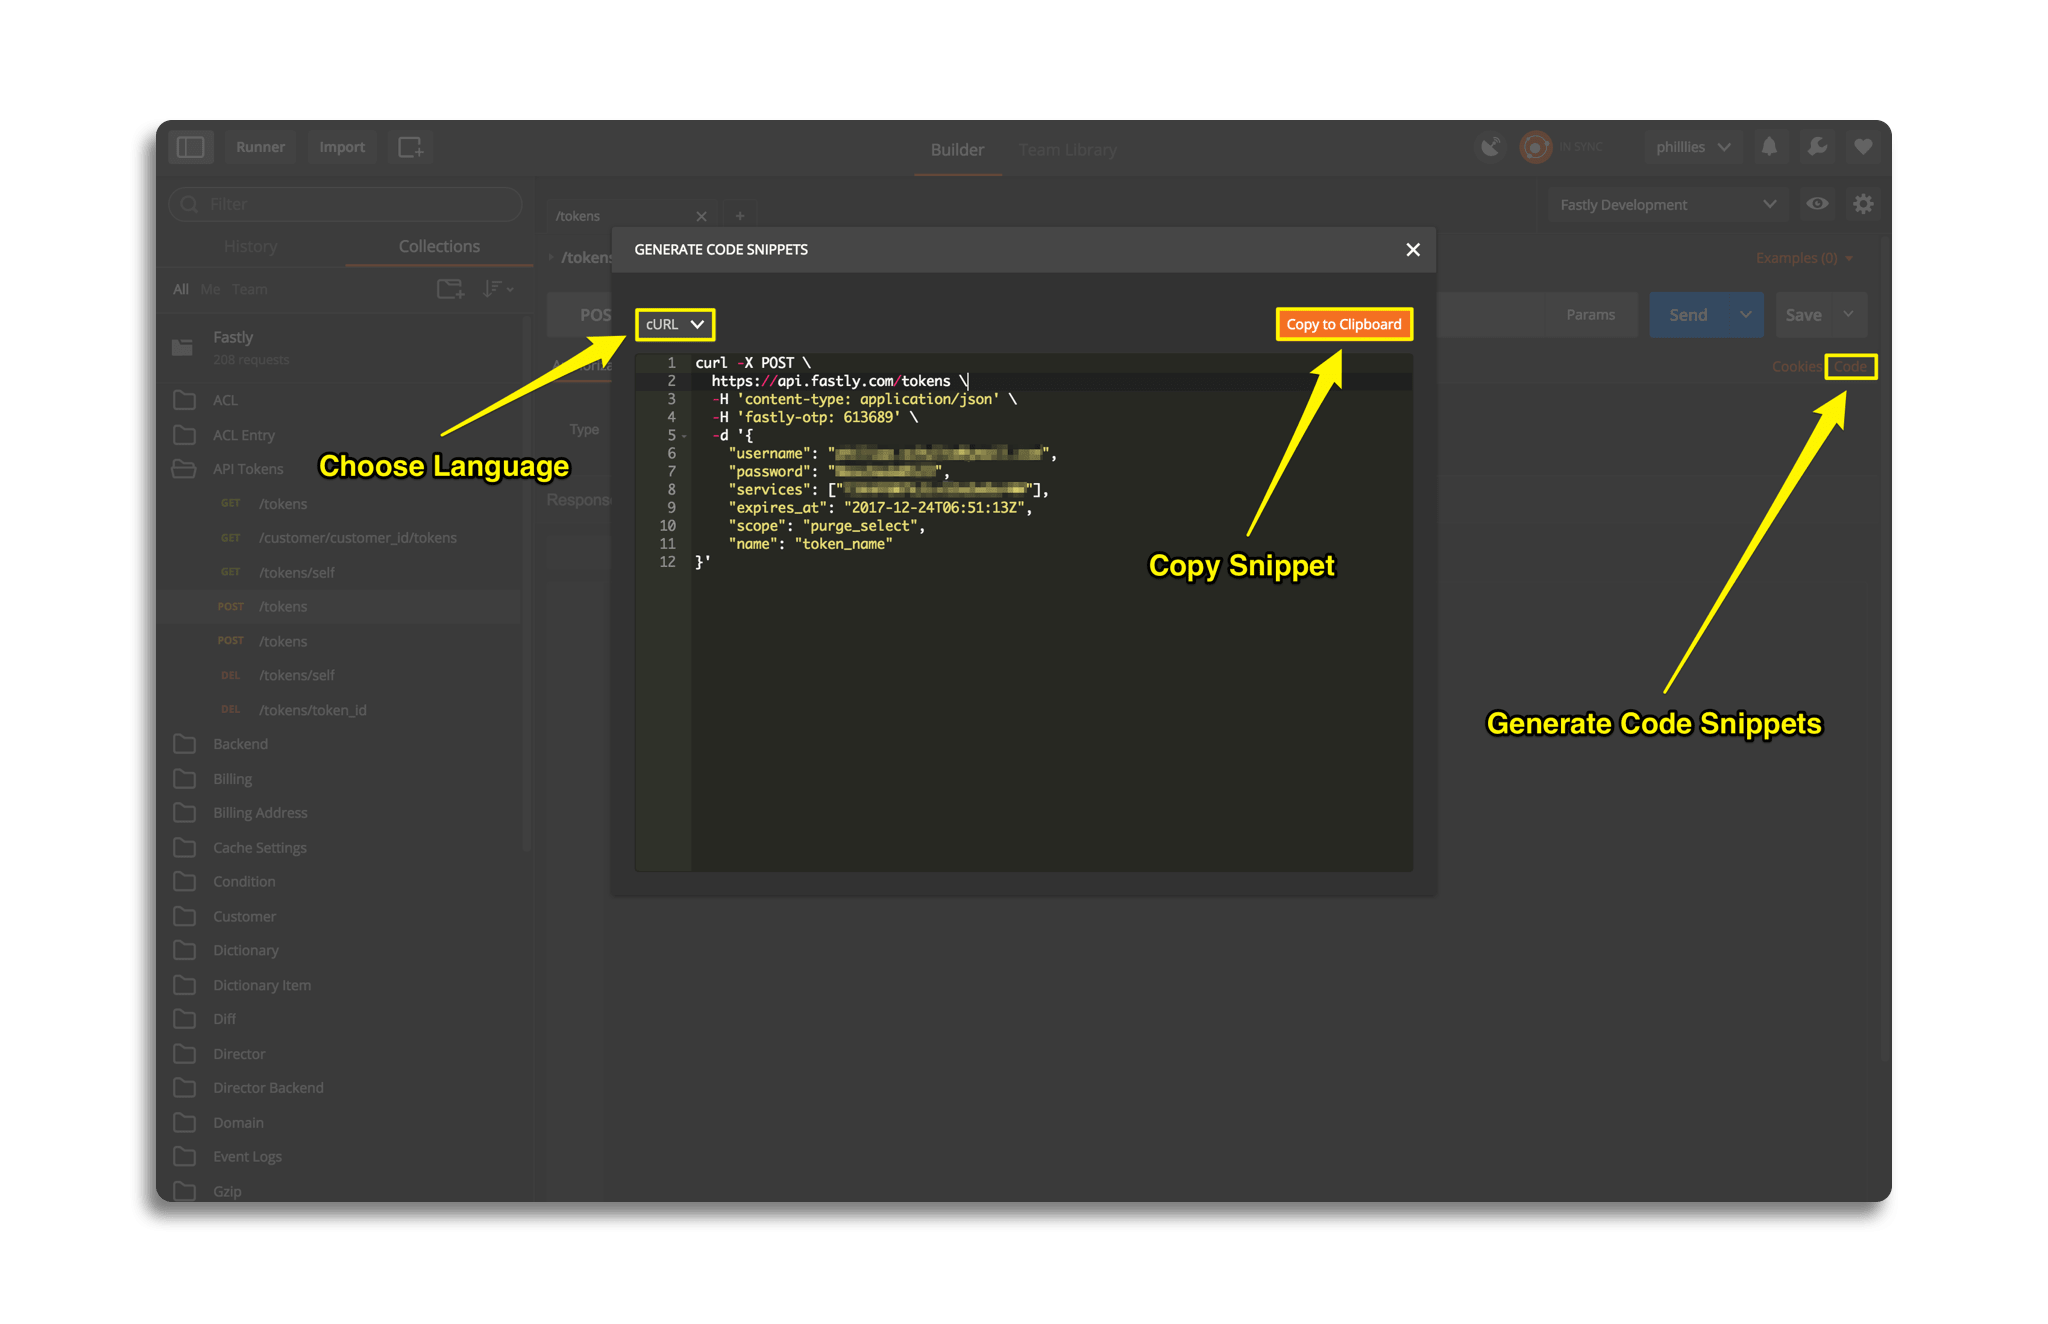 Runner
Import
Builder
Team Library
IN SYNC
philllies
Filter
/tokens
Fastly Development
History
Collections
/tokens
GENERATE CODE SNIPPETS
Examples (0)
All Me Team
POS
cURL
Copy to Clipboard
Params
Send
Save
Fastly
208 requests
Cookies
Code
1 curl -X POST \
2 https://api.fastly.com/tokens \
3 -H 'content-type: application/json' \
4 -H 'fastly-otp: 613689' \
5 -d '{
6 "username": "",
7 "password": "",
8 "services": [""],
9 "expires_at": "2017-12-24T06:51:13Z",
10 "scope": "purge_select",
11 "name": "token_name"
12 }'
Type
Respons
Choose Language
Copy Snippet
Generate Code Snippets
ACL
ACL Entry
API Tokens
GET /tokens
GET /customer/customer_id/tokens
GET /tokens/self
POST /tokens
POST /tokens
DEL /tokens/self
DEL /tokens/token_id
Backend
Billing
Billing Address
Cache Settings
Condition
Customer
Dictionary
Dictionary Item
Diff
Director
Director Backend
Domain
Event Logs
Gzip